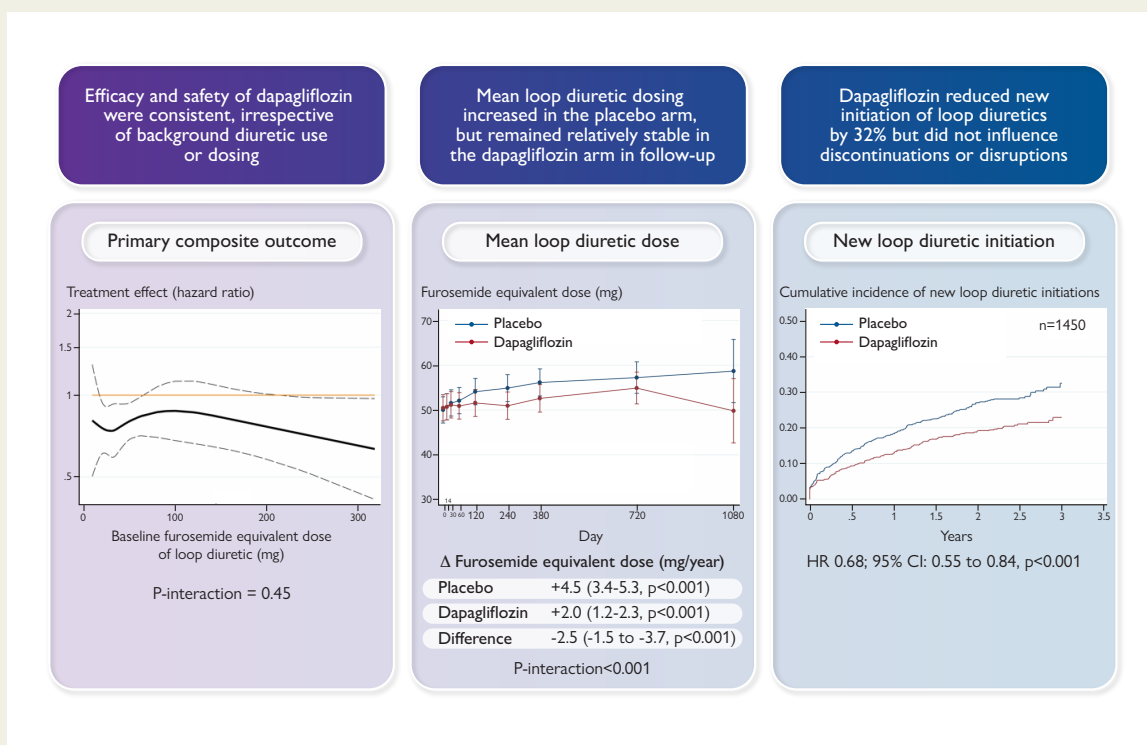 Efficacy and safety of dapagliflozin
were consistent, irrespective
of background diuretic use
or dosing
Mean loop diuretic dosing
increased in the placebo arm,
but remained relatively stable in
the dapagliflozin arm in follow-up
Dapagliflozin reduced new
initiation of loop diuretics
by 32% but did not influence
discontinuations or disruptions
Primary composite outcome
Treatment effect (hazard ratio)
2
1.5
1
.5
0 100 200 300
Baseline furosemide equivalent dose
of loop diuretic (mg)
P-interaction = 0.45
Mean loop diuretic dose
Furosemide equivalent dose (mg)
70
60
50
40
30
Placebo
Dapagliflozin
14
0 30 60 120 240 380 720 1080
Day
Δ Furosemide equivalent dose (mg/year)
Placebo +4.5 (3.4-5.3, p<0.001)
Dapagliflozin +2.0 (1.2-2.3, p<0.001)
Difference -2.5 (-1.5 to -3.7, p<0.001)
P-interaction<0.001
New loop diuretic initiation
Cumulative incidence of new loop diuretic initiations
0.50
0.40
0.30
0.20
0.10
0.00
Placebo
Dapagliflozin
n=1450
0 .5 1 1.5 2 2.5 3 3.5
Years
HR 0.68; 95% CI: 0.55 to 0.84, p<0.001